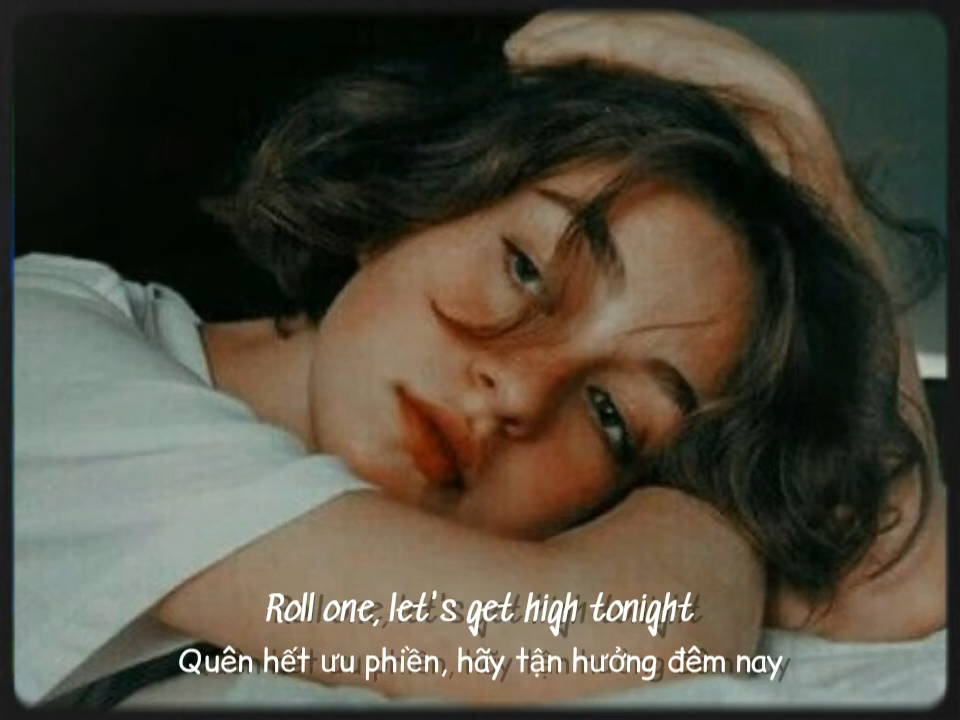 Roll one, let's get high tonight
Quên hết ưu phiền, hãy tận hưởng đêm nay